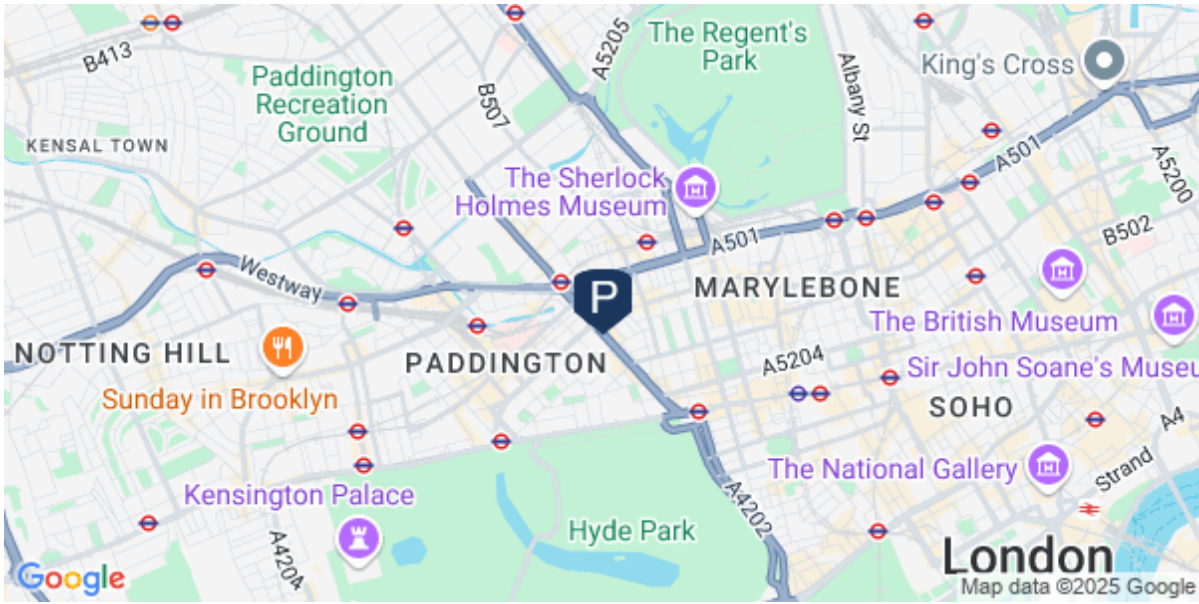 B413
A5205
The Regent's
Park
Albany St
King's Cross
Paddington
Recreation
Ground
B507
KENSAL TOWN
A501
A5200
The Sherlock
Holmes Museum
A501
B502
Westway
P
MARYLEBONE
The British Museum
NOTTING HILL
PADDINGTON
A5204
Sir John Soane's Museu
Sunday in Brooklyn
SOHO
A4
The National Gallery
Strand
Kensington Palace
A4202
Hyde Park
A4204
London
Google
Map data ©2025 Google